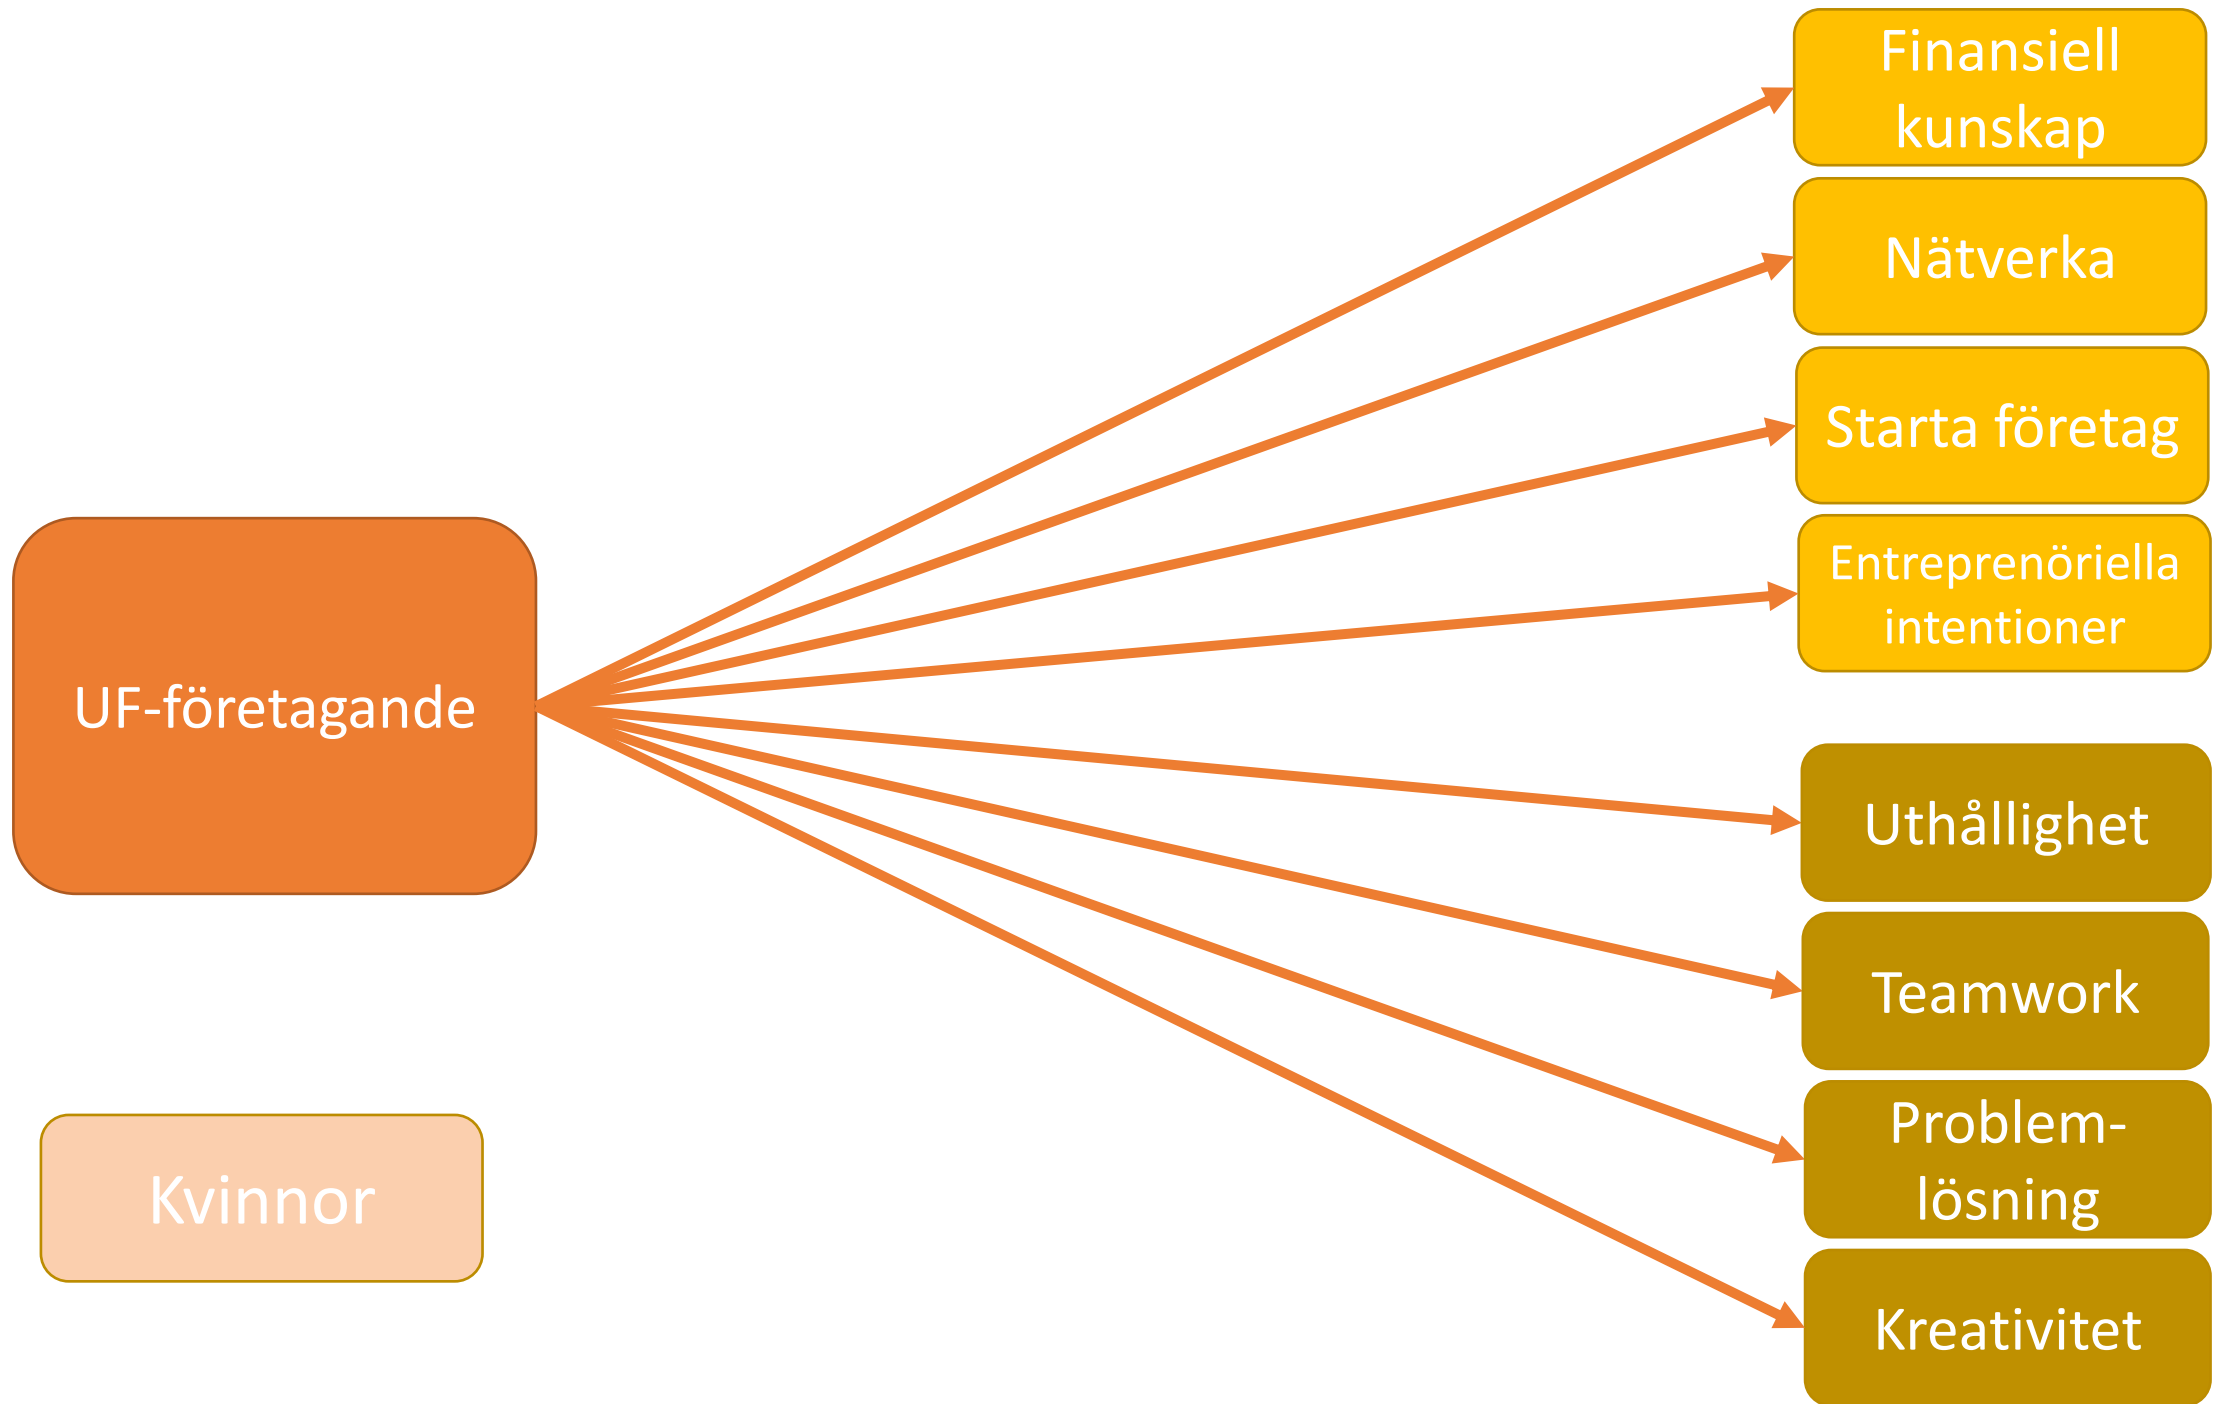 Finansiell
kunskap
Nätverka
Starta företag
Entreprenöriella
intentioner
UF-företagande
Uthållighet
Teamwork
Problem-
lösning
Kvinnor
Kreativitet